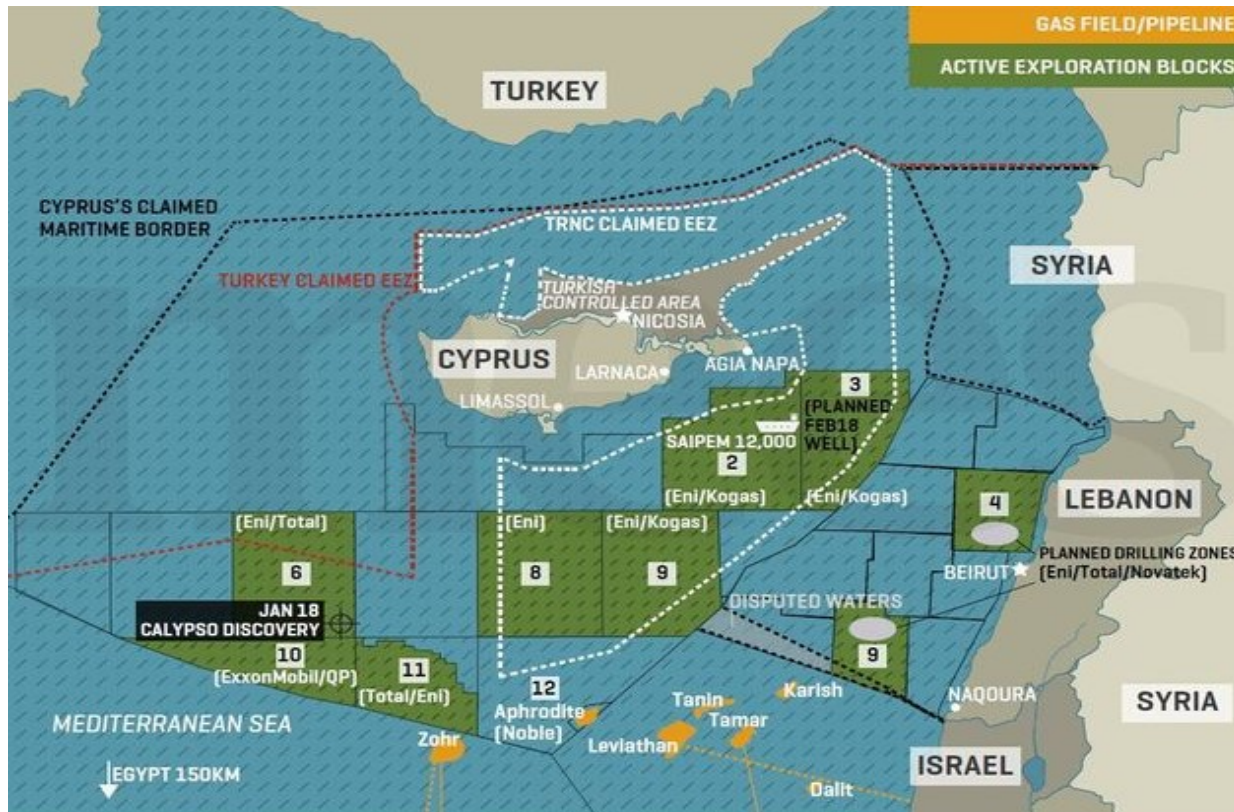 GAS FIELD/PIPELINE
ACTIVE EXPLORATION BLOCKS
TURKEY
CYPRUS'S CLAIMED
MARITIME BORDER
TRNC CLAIMED EEZ
TURKEY CLAIMED EEZ
SYRIA
TURKISH
CONTROLLED AREA
NICOSIA
CYPRUS
AGIA NAPA
LARNACA
LIMASSOL
3
(PLANNED
FEB18
WELL)
SAIPEM 12,000
2
(Eni/Kogas)
(Eni/Kogas)
4
LEBANON
(Eni/Total)
(Eni)
(Eni/Kogas)
6
8
9
PLANNED DRILLING ZONES
(Eni/Total/Novatek)
BEIRUT
JAN 18
CALYPSO DISCOVERY
DISPUTED WATERS
10
(ExxonMobil/QP)
11
(Total/Eni)
9
12
Aphrodite
(Noble)
Tanin
Karish
NAQOURA
SYRIA
MEDITERRANEAN SEA
Zohr
Leviathan
Tamar
ISRAEL
EGYPT 150KM
Dalit